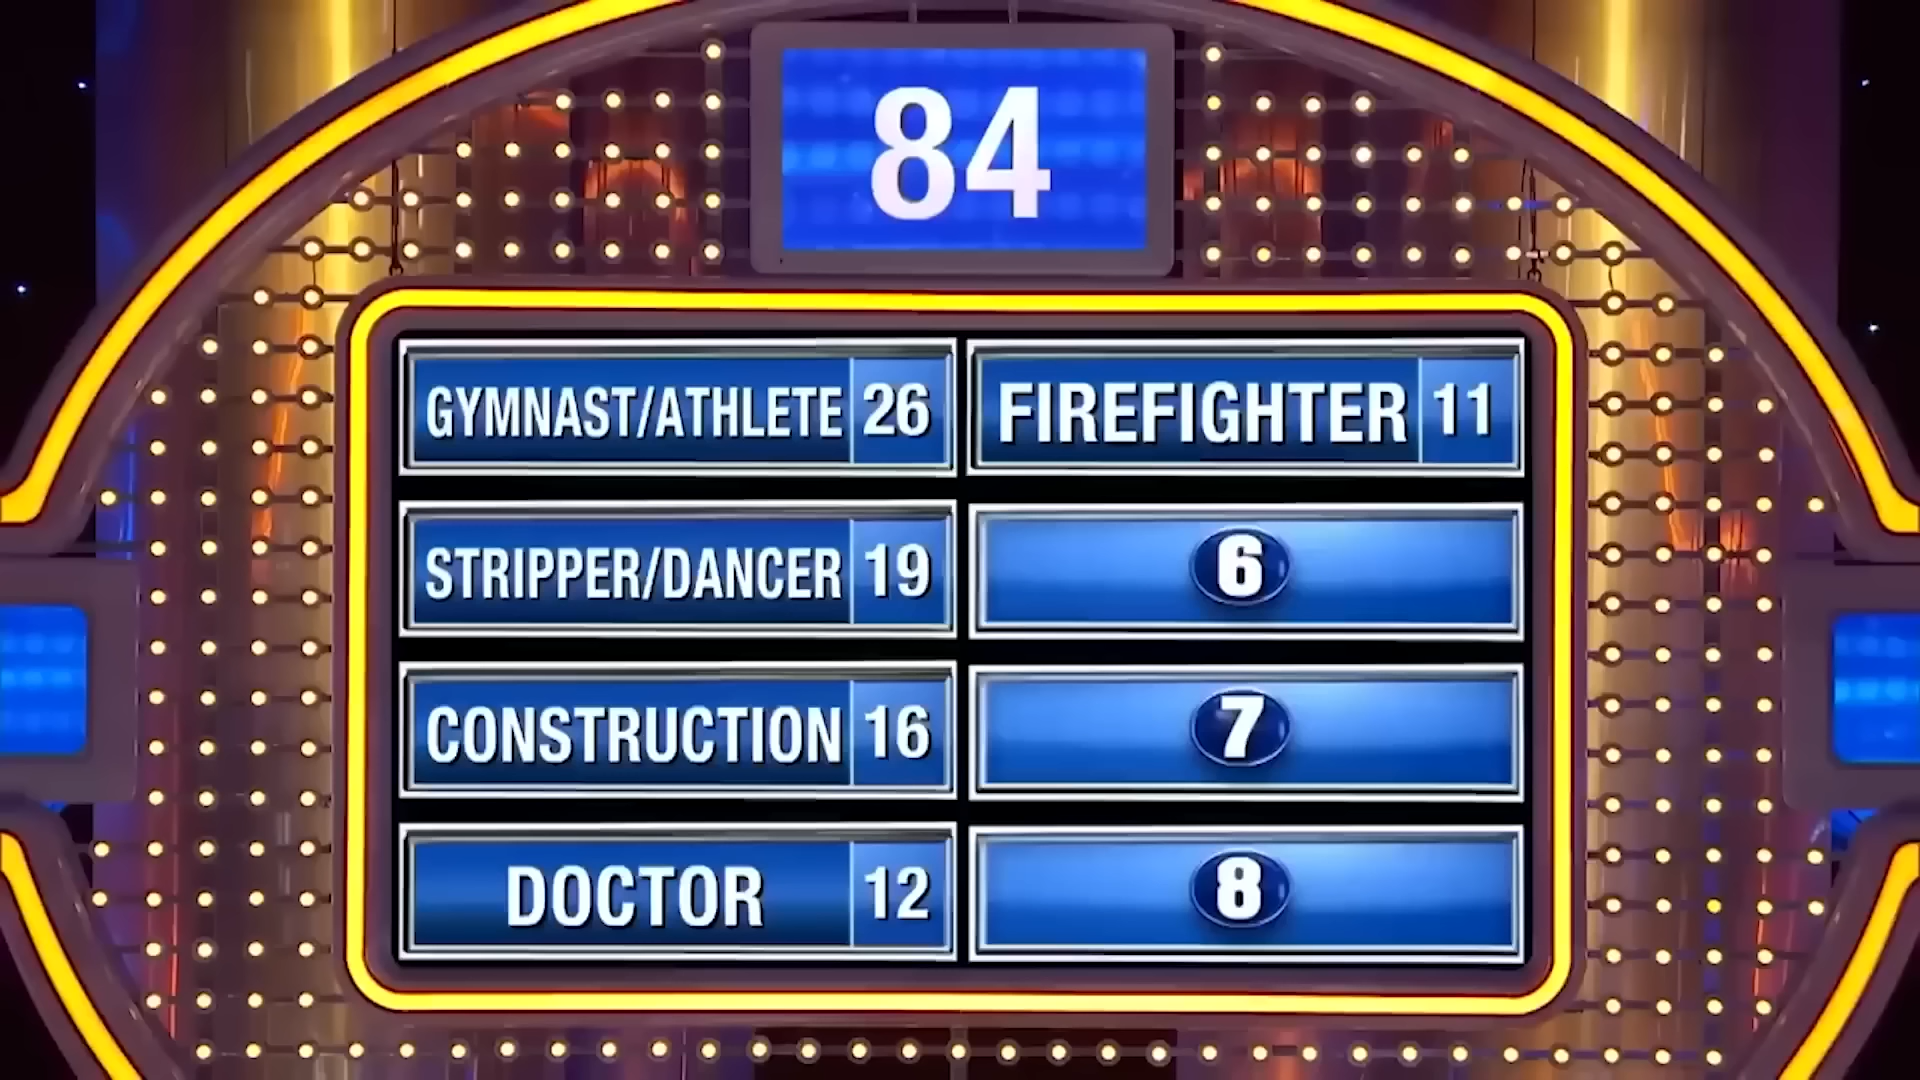 84
GYMNAST/ATHLETE 26
STRIPPER/DANCER 19
CONSTRUCTION 16
DOCTOR 12
FIREFIGHTER 11
6
7
8